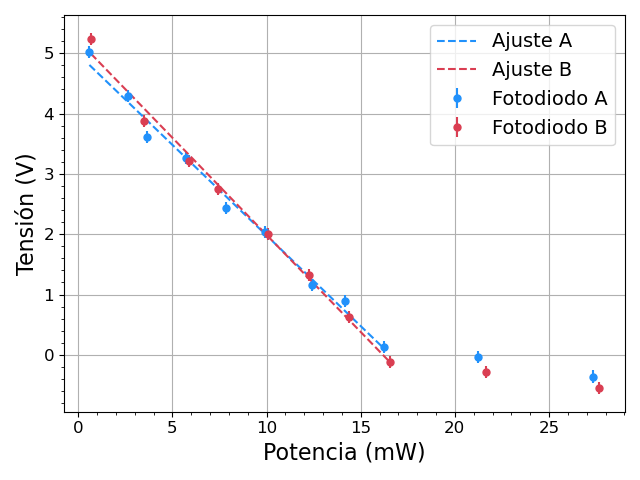 Ajuste A
Ajuste B
Fotodiodo A
Fotodiodo B
Tensión (V)
5
4
3
2
1
0
0 5 10 15 20 25
Potencia (mW)